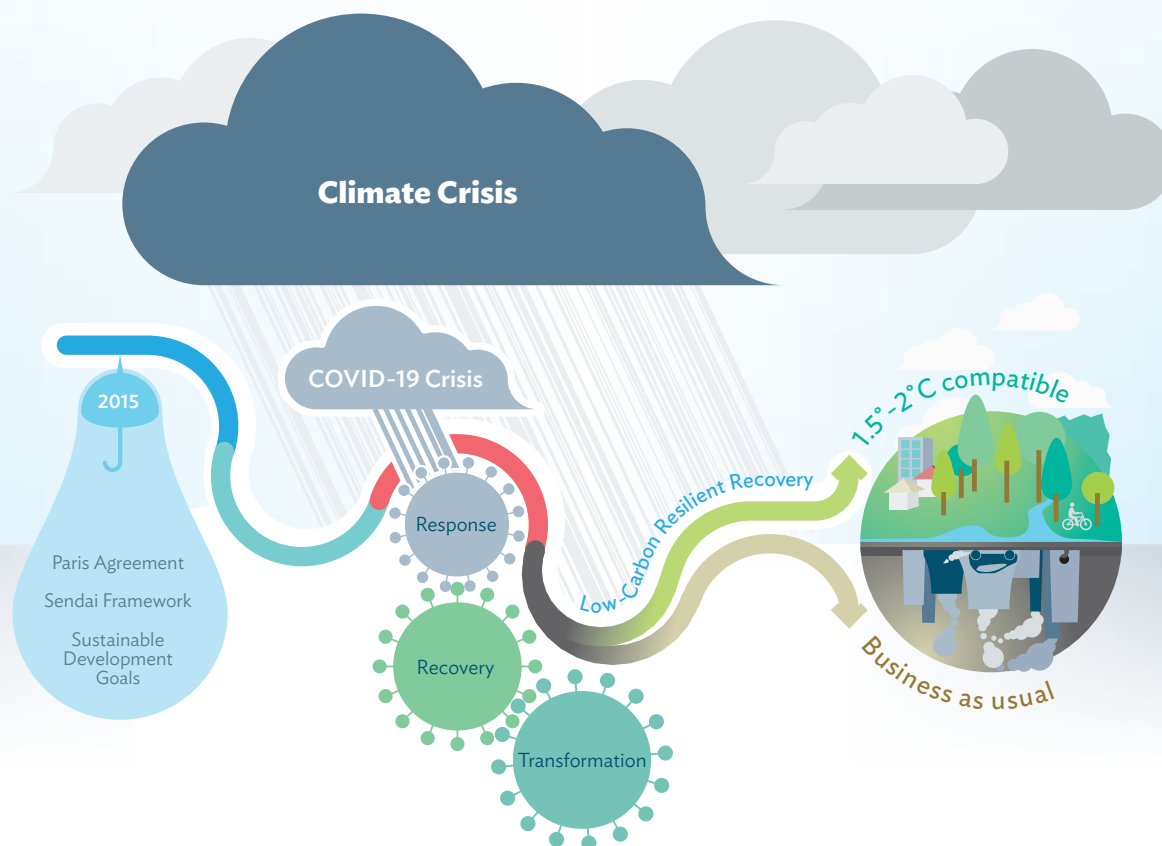 Climate Crisis
COVID-19 Crisis
2015
Paris Agreement
Sendai Framework
Sustainable
Development
Goals
Response
Recovery
Transformation
Low-Carbon Resilient Recovery
1.5°-2°C compatible
Business as usual